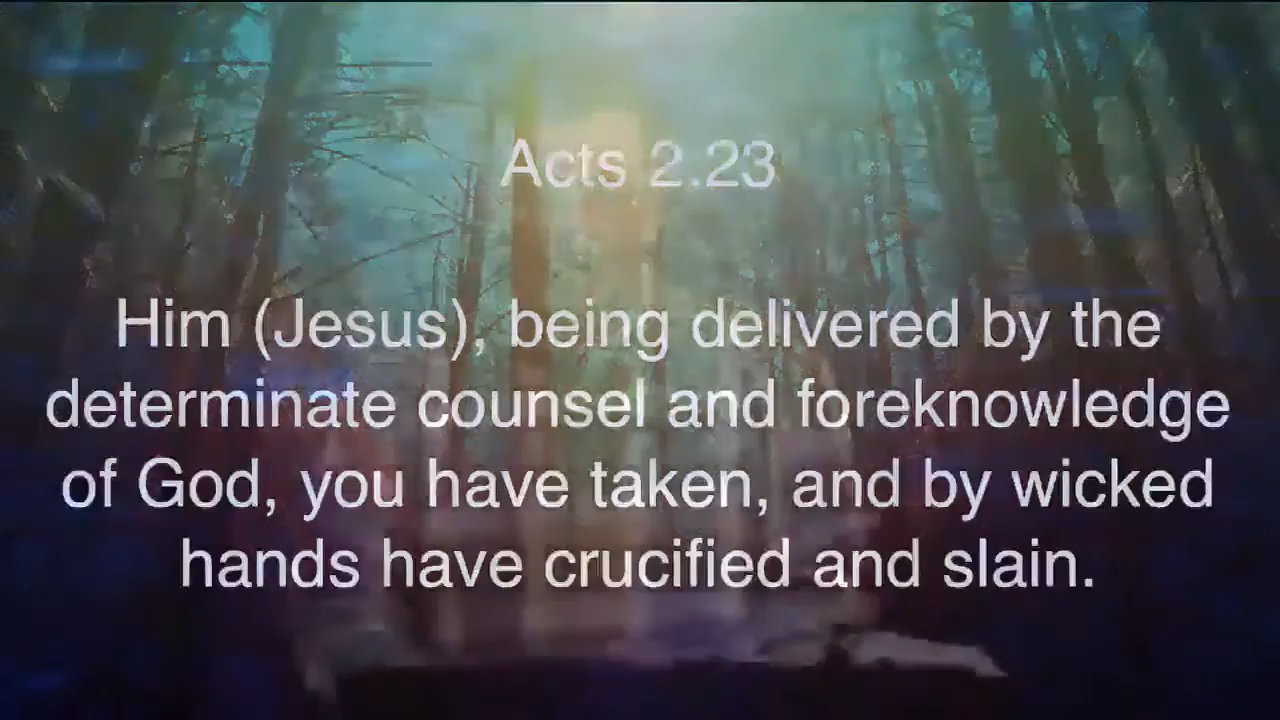 Acts 2.23
Him (Jesus), being delivered by the
determinate counsel and foreknowledge
of God, you have taken, and by wicked
hands have crucified and slain.